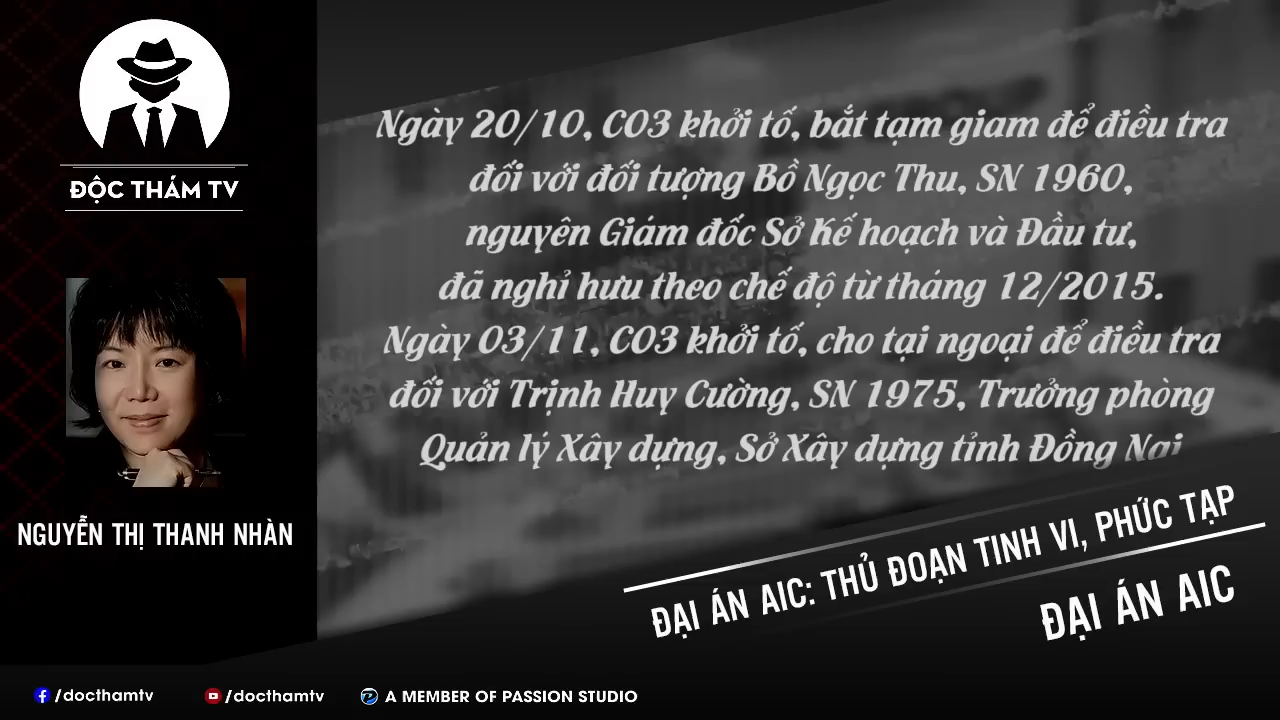 ĐỘC THÁM TV
NGUYỄN THỊ THANH NHÀN
Ngày 20/10, C03 khởi tố, bắt tạm giam để điều tra
đối với đối tượng Bồ Ngọc Thu, SN 1960,
nguyên Giám đốc Sở Kế hoạch và Đầu tư,
đã nghỉ hưu theo chế độ từ tháng 12/2015.
Ngày 03/11, C03 khởi tố, cho tại ngoại để điều tra
đối với Trịnh Huy Cường, SN 1975, Trưởng phòng
Quản lý Xây dựng, Sở Xây dựng tỉnh Đồng Nai
ĐẠI ÁN AIC: THỦ ĐOẠN TINH VI, PHỨC TẠP
ĐẠI ÁN AIC
/docthamtv
/docthamtv
A MEMBER OF PASSION STUDIO